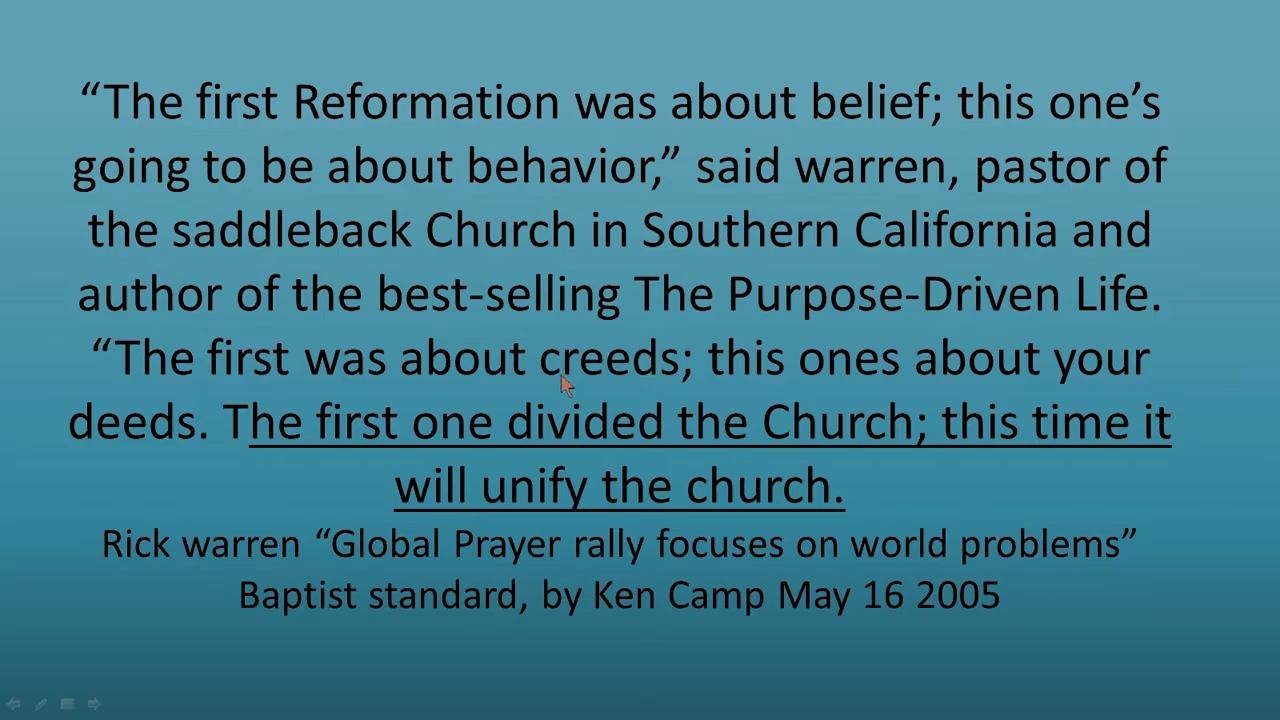 “The first Reformation was about belief; this one’s
going to be about behavior,” said warren, pastor of
the saddleback Church in Southern California and
author of the best-selling The Purpose-Driven Life.
“The first was about creeds; this ones about your
deeds. The first one divided the Church; this time it
will unify the church.
Rick warren “Global Prayer rally focuses on world problems”
Baptist standard, by Ken Camp May 16 2005